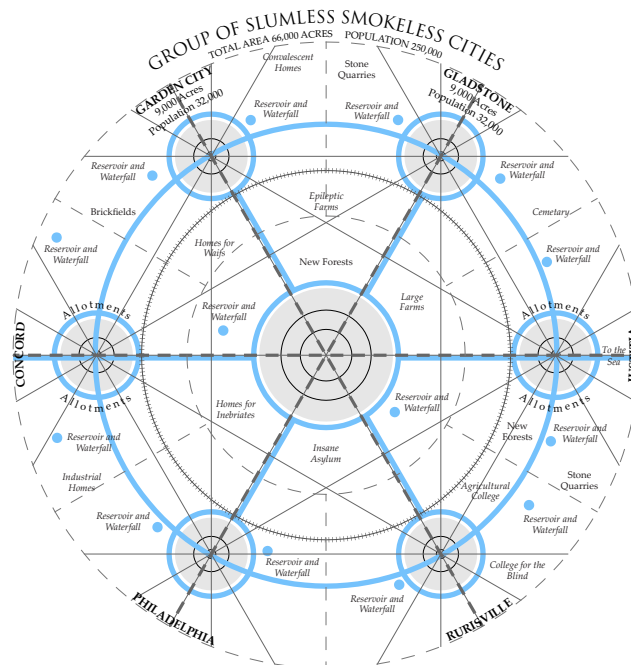 GROUP OF SLUMLESS SMOKELESS CITIES
TOTAL AREA 66,000 ACRES POPULATION 250,000
GARDEN CITY
9,000 Acres
Population 32,000
Convalescent
Homes
Stone
Quarries
GLADSTONE
9,000 Acres
Population 32,000
Reservoir and
Waterfall
Reservoir and
Waterfall
Reservoir and
Waterfall
Reservoir and
Waterfall
Epileptic
Farms
Brickfields
Cemetary
Homes for
Waifs
Reservoir and
Waterfall
Reservoir and
Waterfall
New Forests
Reservoir and
Waterfall
Large
Farms
Allotments
Allotments
CONCORD
To the
Sea
Allotments
Allotments
Homes for
Inebriates
Reservoir and
Waterfall
New
Forests
Reservoir and
Waterfall
Reservoir and
Waterfall
Insane
Asylum
Industrial
Homes
Agricultural
College
Stone
Quarries
Reservoir and
Waterfall
Reservoir and
Waterfall
Reservoir and
Waterfall
College for the
Blind
Reservoir and
Waterfall
PHILADELPHIA
RURISVILLE